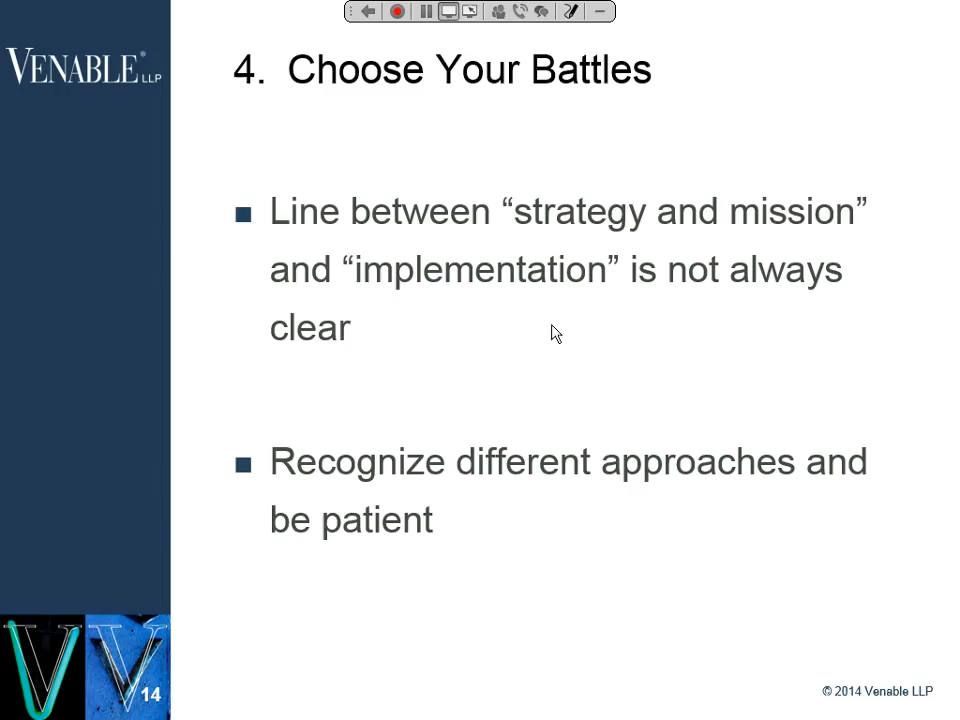 VENABLE® LLP
4. Choose Your Battles
■ Line between “strategy and mission”
and “implementation” is not always
clear
■ Recognize different approaches and
be patient
14
© 2014 Venable LLP